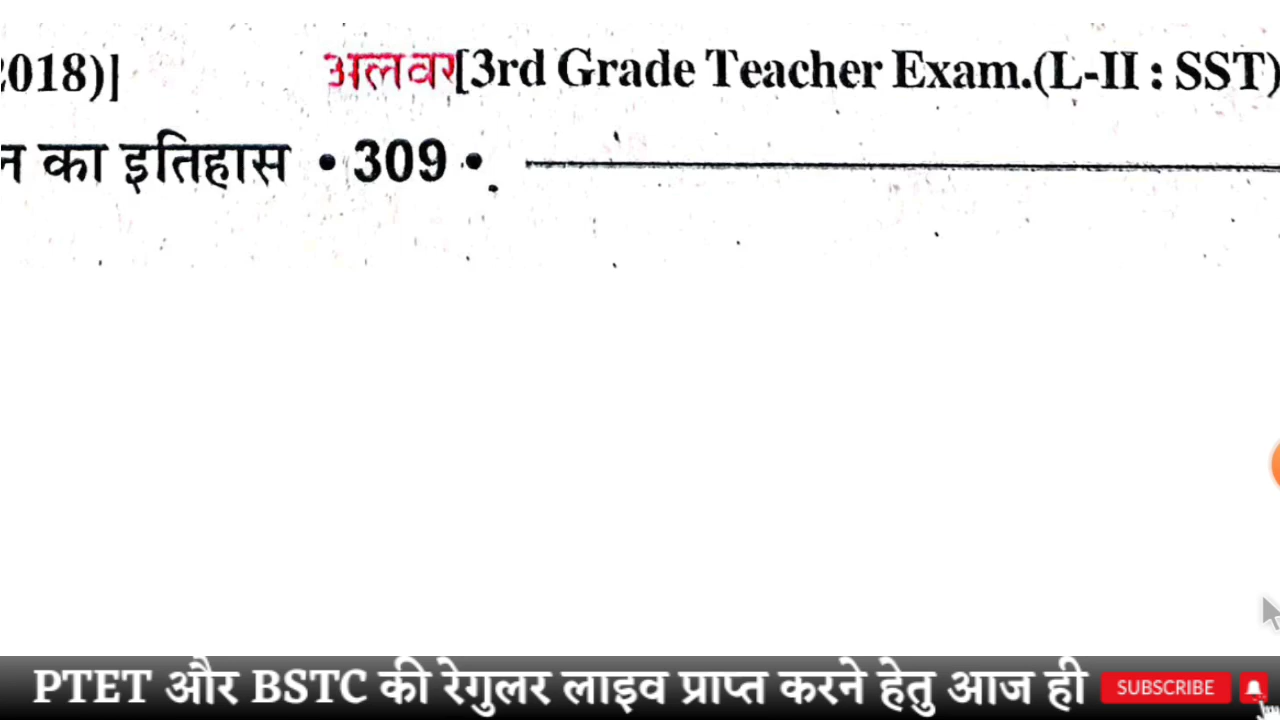 2018)] अलवर[3rd Grade Teacher Exam.(L-II : SST)
न का इतिहास • 309 •
PTET और BSTC की रेगुलर लाइव प्राप्त करने हेतु आज ही SUBSCRIBE